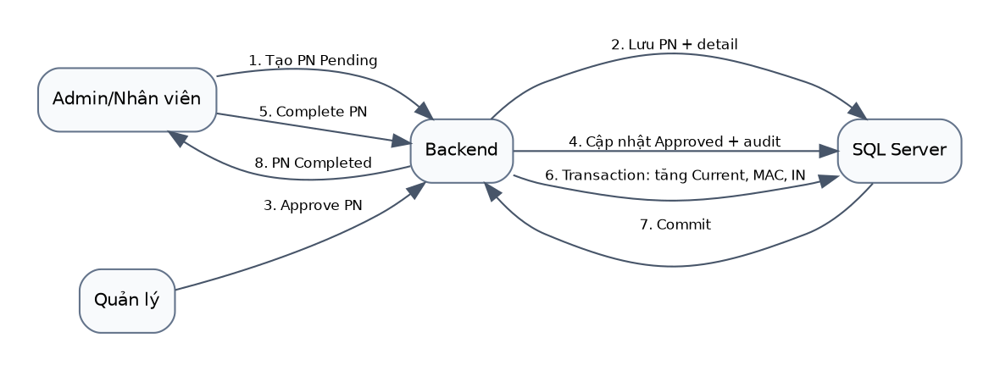 2. Lưu PN + detail
1. Tạo PN Pending
Admin/Nhân viên
5. Complete PN
4. Cập nhật Approved + audit
Backend
SQL Server
8. PN Completed
6. Transaction: tăng Current, MAC, IN
3. Approve PN
7. Commit
Quản lý